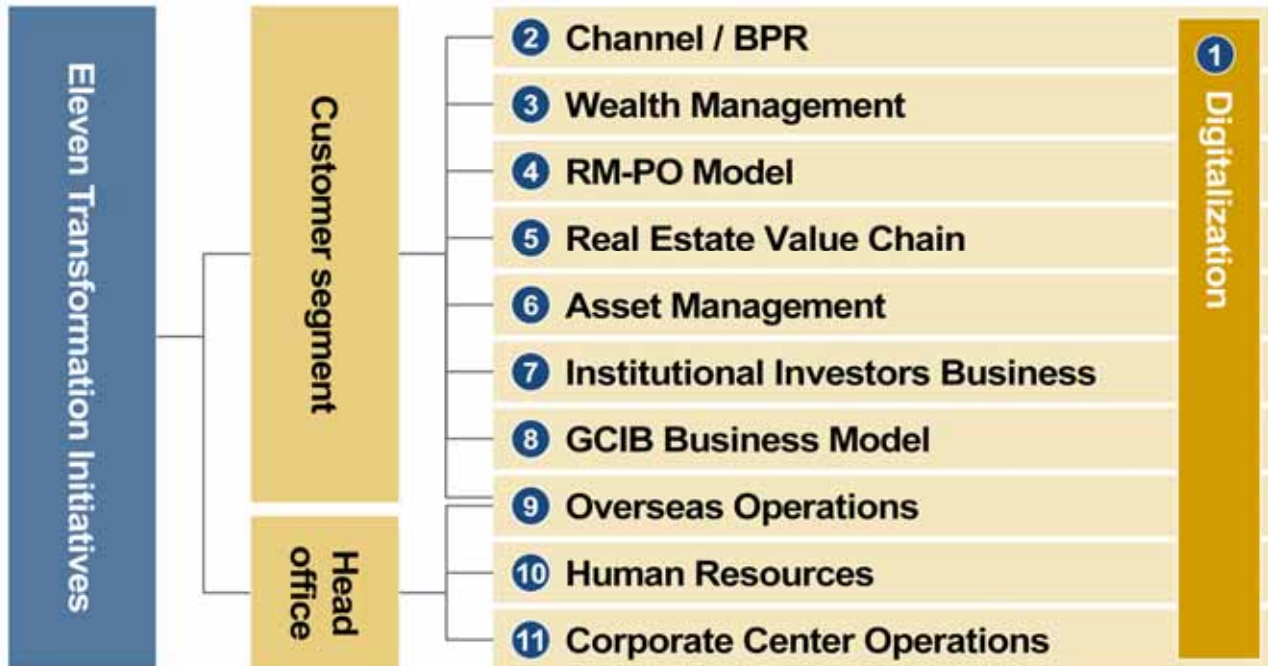 Eleven Transformation Initiatives
Customer segment
Head
office
2 Channel / BPR
3 Wealth Management
4 RM-PO Model
5 Real Estate Value Chain
6 Asset Management
7 Institutional Investors Business
8 GCIB Business Model
9 Overseas Operations
10 Human Resources
11 Corporate Center Operations
1 Digitalization